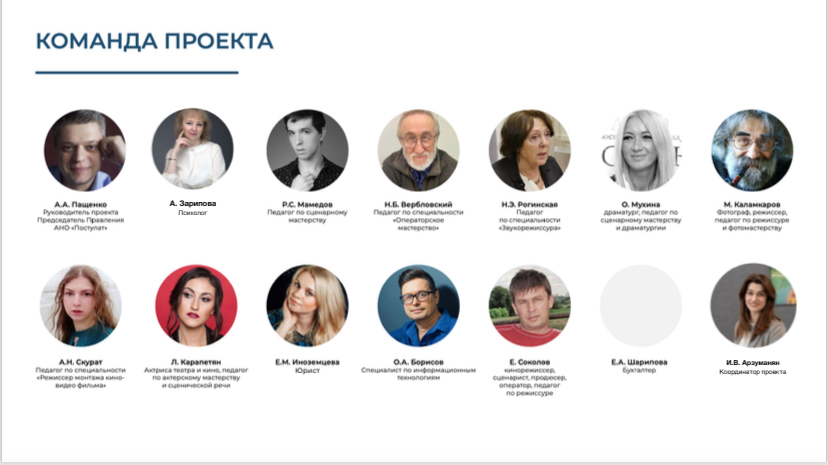 КОМАНДА ПРОЕКТА
А.А. Пащенко
Руководитель проекта
Председатель Правления
АНО «Постулат»
А. Зарипова
Психолог
Р.С. Мамедов
Педагог по сценарному
мастерству
Н.Б. Вербловский
Педагог по специальности
«Операторское
мастерство»
Н.Э. Рогинская
Педагог
по специальности
«Звукорежиссура»
О. Мухина
драматург, педагог по
сценарному мастерству
и драматургии
М. Каламкаров
Фотограф, режиссер,
педагог по режиссуре
и фотомастерству
А.Н. Скурат
Педагог по специальности
«Режиссер монтажа кино-
видео фильма»
Л. Карапетян
Актриса театра и кино, педагог
по актерскому мастерству
и сценической речи
Е.М. Иноземцева
Юрист
О.А. Борисов
Специалист по информационным
технологиям
Е. Соколов
кинорежиссер,
сценарист, продюсер,
оператор, педагог
по режиссуре
Е.А. Шарипова
Бухгалтер
И.В. Арзуманян
Координатор проекта